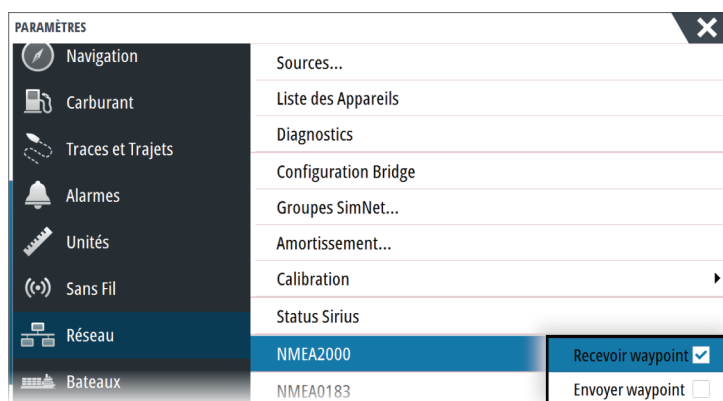 PARAMÈTRES
Navigation
Carburant
Traces et Trajets
Alarmes
Unités
Sans Fil
Réseau
Bateaux
Sources...
Liste des Appareils
Diagnostics
Configuration Bridge
Groupes SimNet...
Amortissement...
Calibration
Status Sirius
NMEA2000
NMEA0183
Recevoir waypoint
Envoyer waypoint